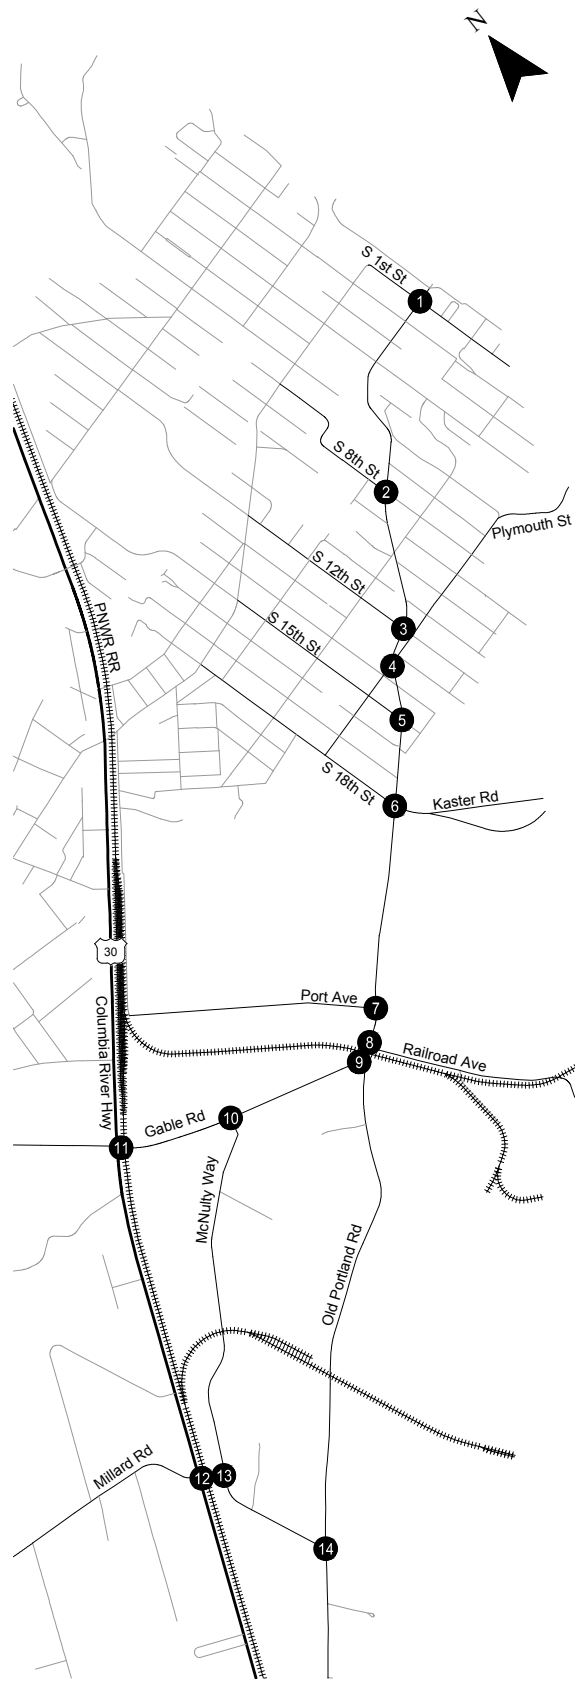 N
S 1st St
1
S 8th St
2
Plymouth St
S 12th St
3
PNWR RR
S 15th St
4
5
S 18th St
6
Kaster Rd
30
Port Ave
7
Columbia River Hwy
8
Railroad Ave
9
Gable Rd
10
11
McNulty Way
Old Portland Rd
Millard Rd
12
13
14